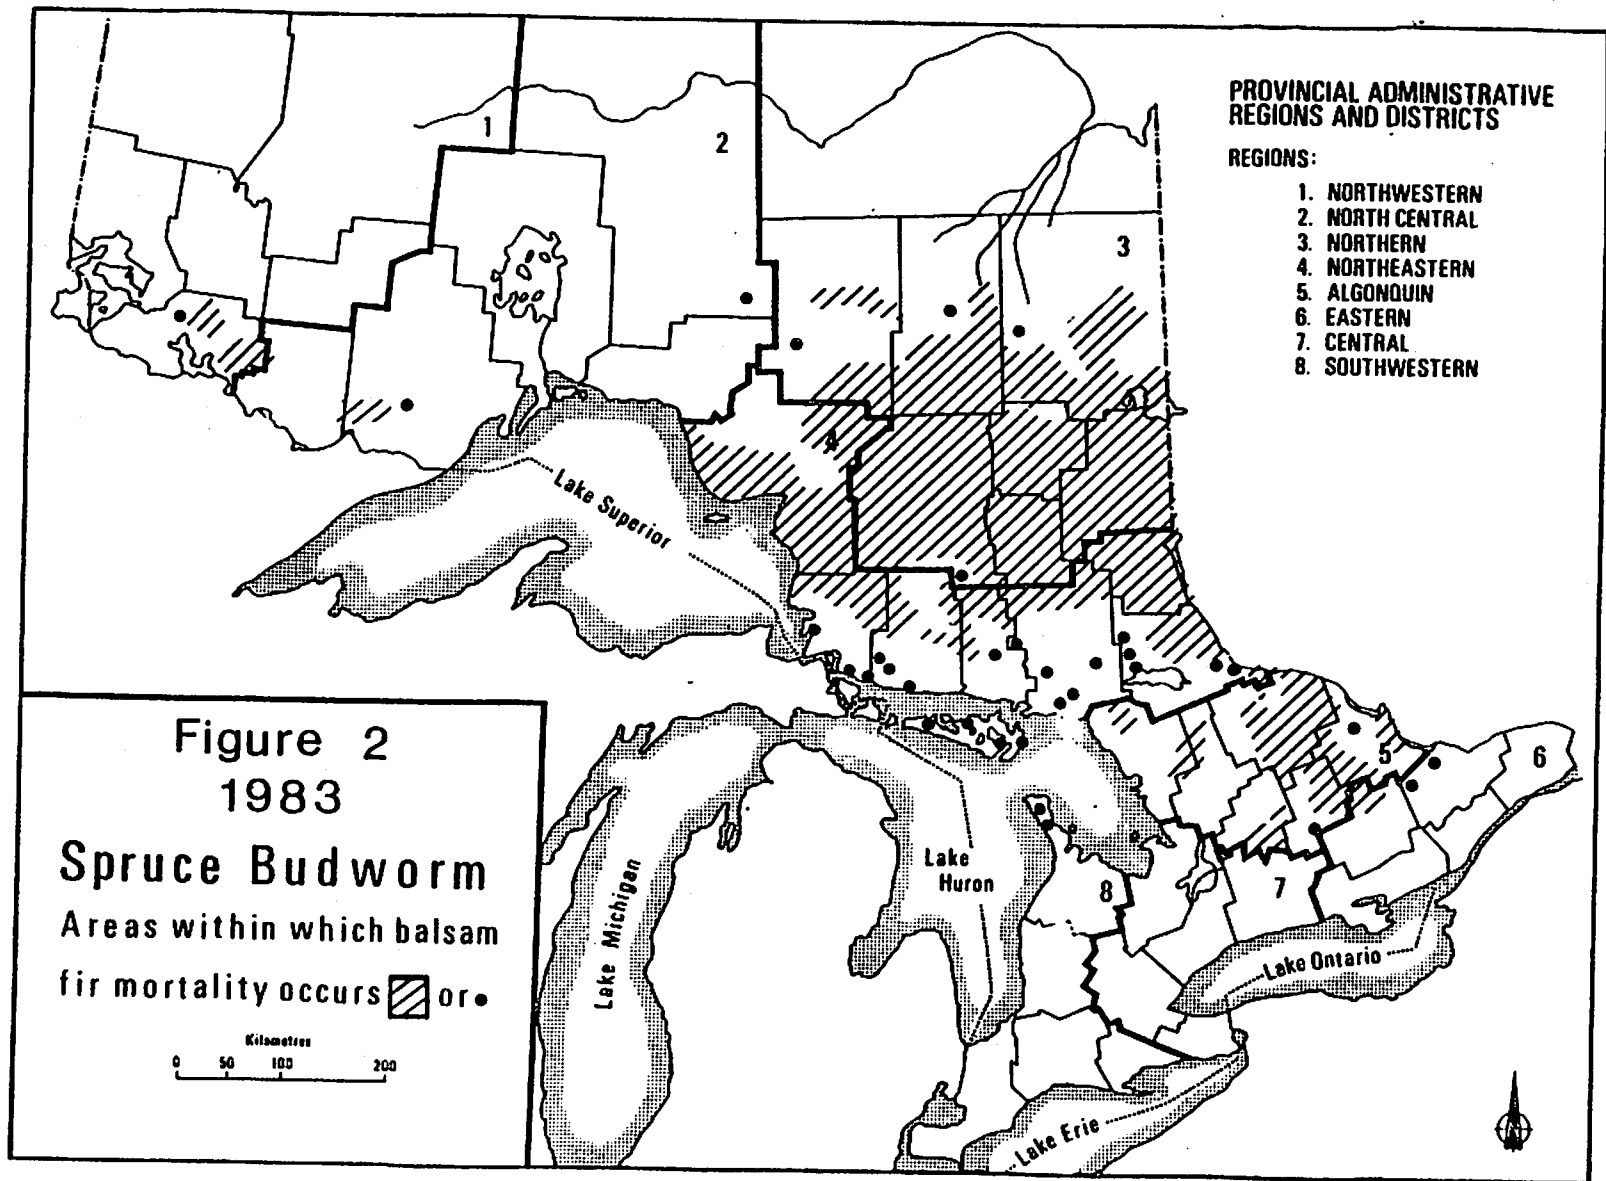 PROVINCIAL ADMINISTRATIVE
REGIONS AND DISTRICTS
REGIONS:
1. NORTHWESTERN
2. NORTH CENTRAL
3. NORTHERN
4. NORTHEASTERN
5. ALGONQUIN
6. EASTERN
7. CENTRAL
8. SOUTHWESTERN
1
2
3
4
5
6
7
8
Lake Superior
Lake Michigan
Lake
Huron
Lake Ontario
Lake Erie
Figure 2
1983
Spruce Budworm
Areas within which balsam
fir mortality occurs or
Kilometres
0 50 100 200